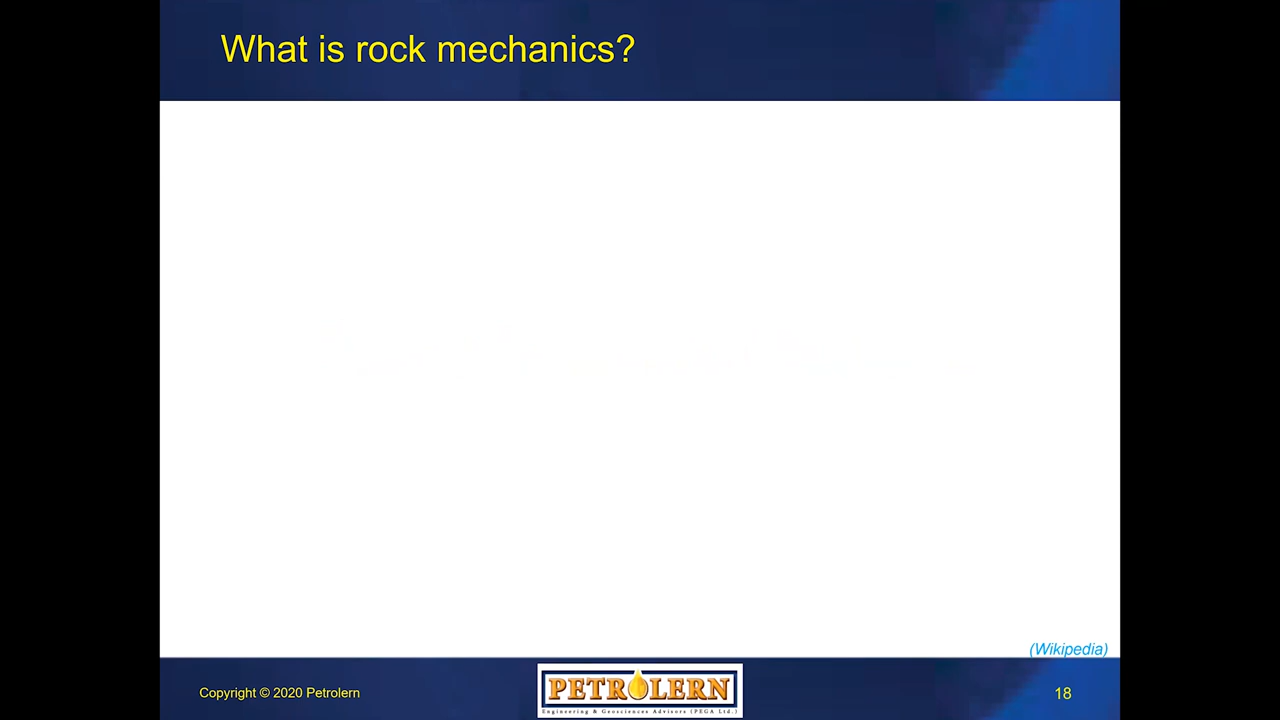 What is rock mechanics?
(Wikipedia)
Copyright © 2020 Petrolern
PETROLERN
Engineering & Geosciences Advisors (PEGA Ltd.)
18